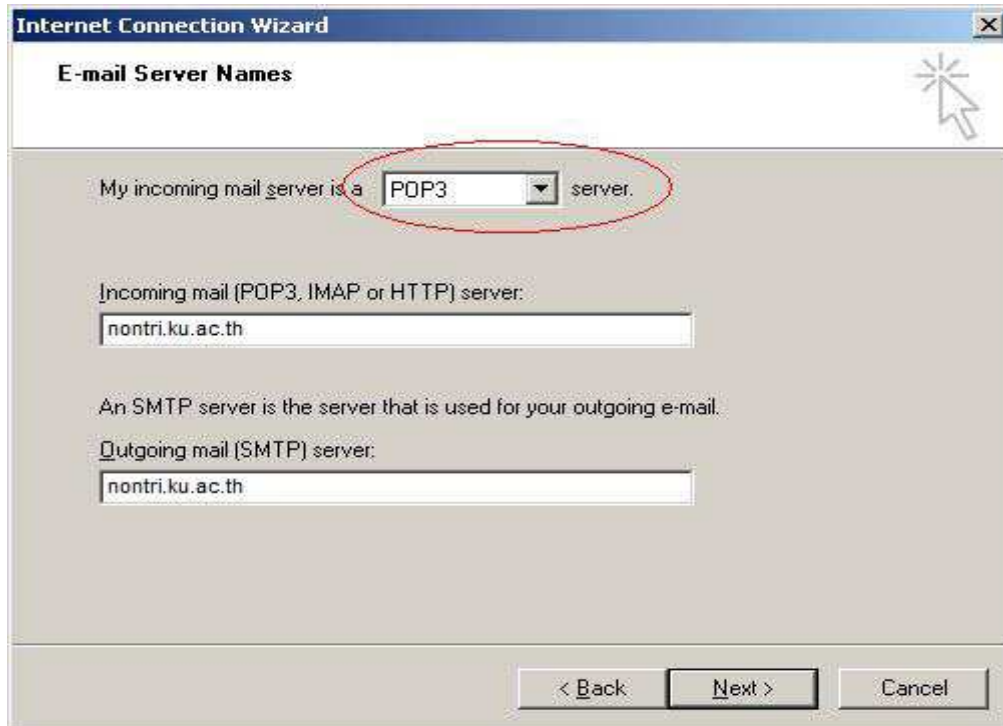 Internet Connection Wizard
E-mail Server Names
My incoming mail server is a POP3 server.
Incoming mail (POP3, IMAP or HTTP) server:
nontri.ku.ac.th
An SMTP server is the server that is used for your outgoing e-mail.
Outgoing mail (SMTP) server:
nontri.ku.ac.th
< Back Next > Cancel